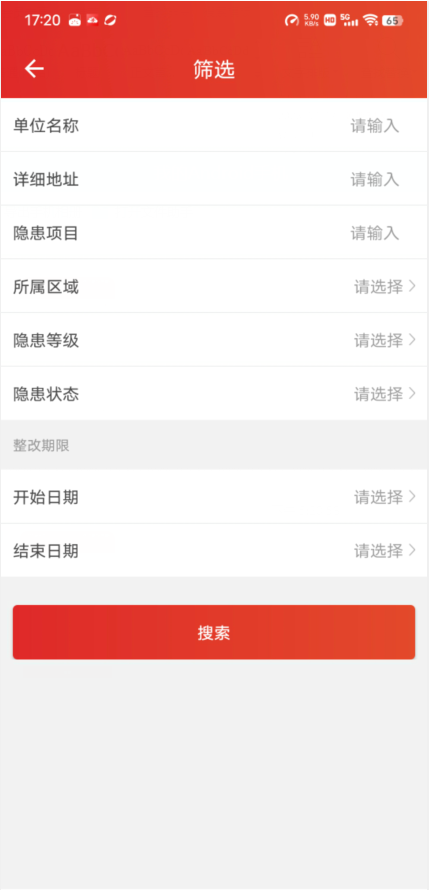 17:20 5.90 KB/s HD 5G 65
筛选
单位名称 请输入
详细地址 请输入
隐患项目 请输入
所属区域 请选择
隐患等级 请选择
隐患状态 请选择
整改期限
开始日期 请选择
结束日期 请选择
搜索